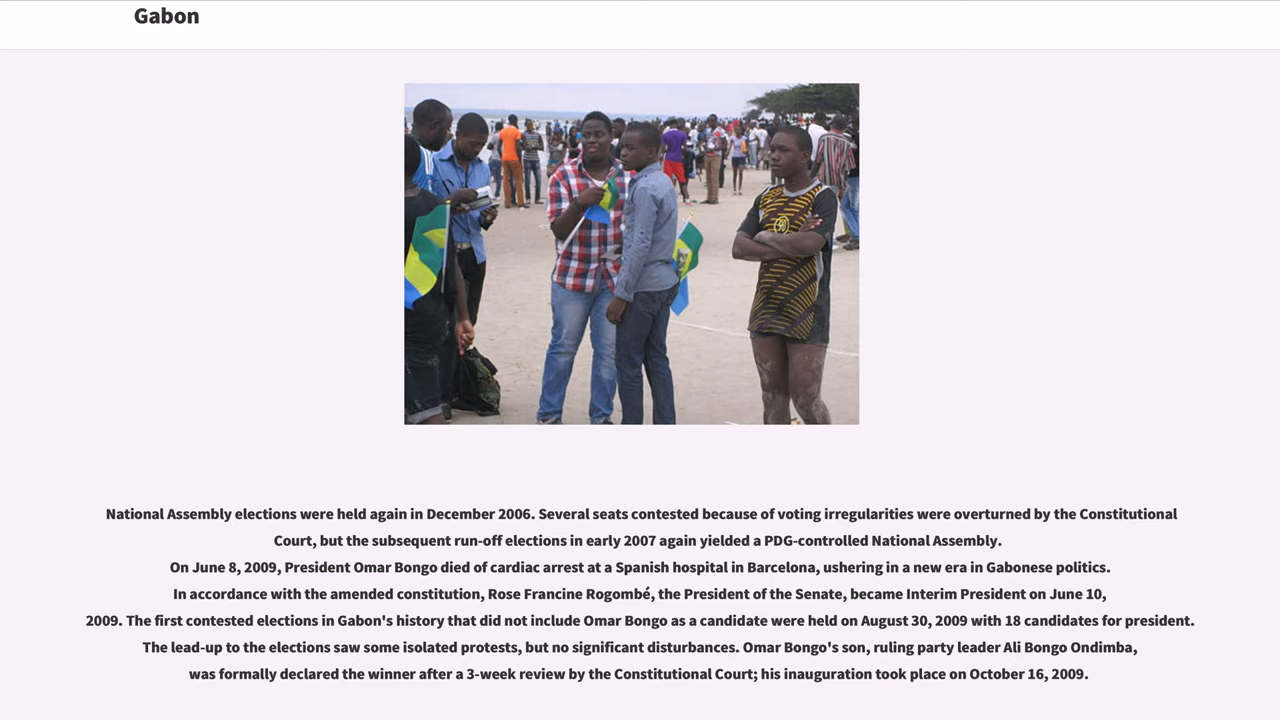 Gabon
National Assembly elections were held again in December 2006. Several seats contested because of voting irregularities were overturned by the Constitutional
Court, but the subsequent run-off elections in early 2007 again yielded a PDG-controlled National Assembly.
On June 8, 2009, President Omar Bongo died of cardiac arrest at a Spanish hospital in Barcelona, ushering in a new era in Gabonese politics.
In accordance with the amended constitution, Rose Francine Rogombé, the President of the Senate, became Interim President on June 10,
2009. The first contested elections in Gabon's history that did not include Omar Bongo as a candidate were held on August 30, 2009 with 18 candidates for president.
The lead-up to the elections saw some isolated protests, but no significant disturbances. Omar Bongo's son, ruling party leader Ali Bongo Ondimba,
was formally declared the winner after a 3-week review by the Constitutional Court; his inauguration took place on October 16, 2009.